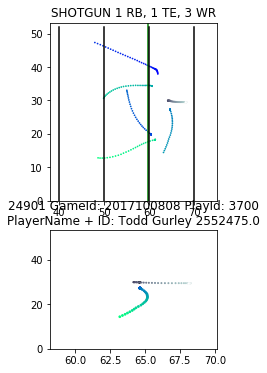 SHOTGUN 1 RB, 1 TE, 3 WR
50
40
30
20
10
0
40 50 60 70
24901 GameId: 2017100808 PlayId: 3700
PlayerName + ID: Todd Gurley 2552475.0
40
20
0
60.0 62.5 65.0 67.5 70.0